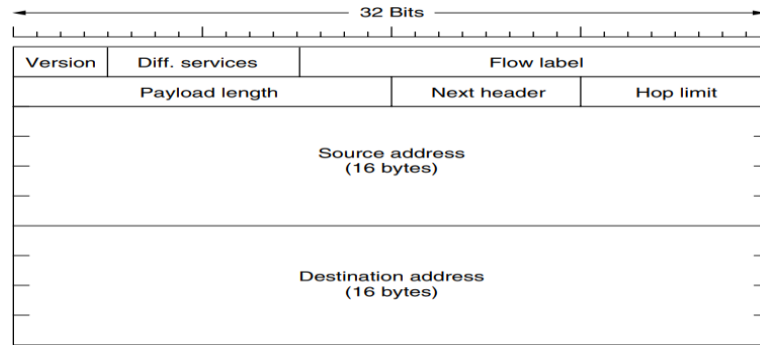 32 Bits
Version Diff. services Flow label
Payload length Next header Hop limit
Source address
(16 bytes)
Destination address
(16 bytes)